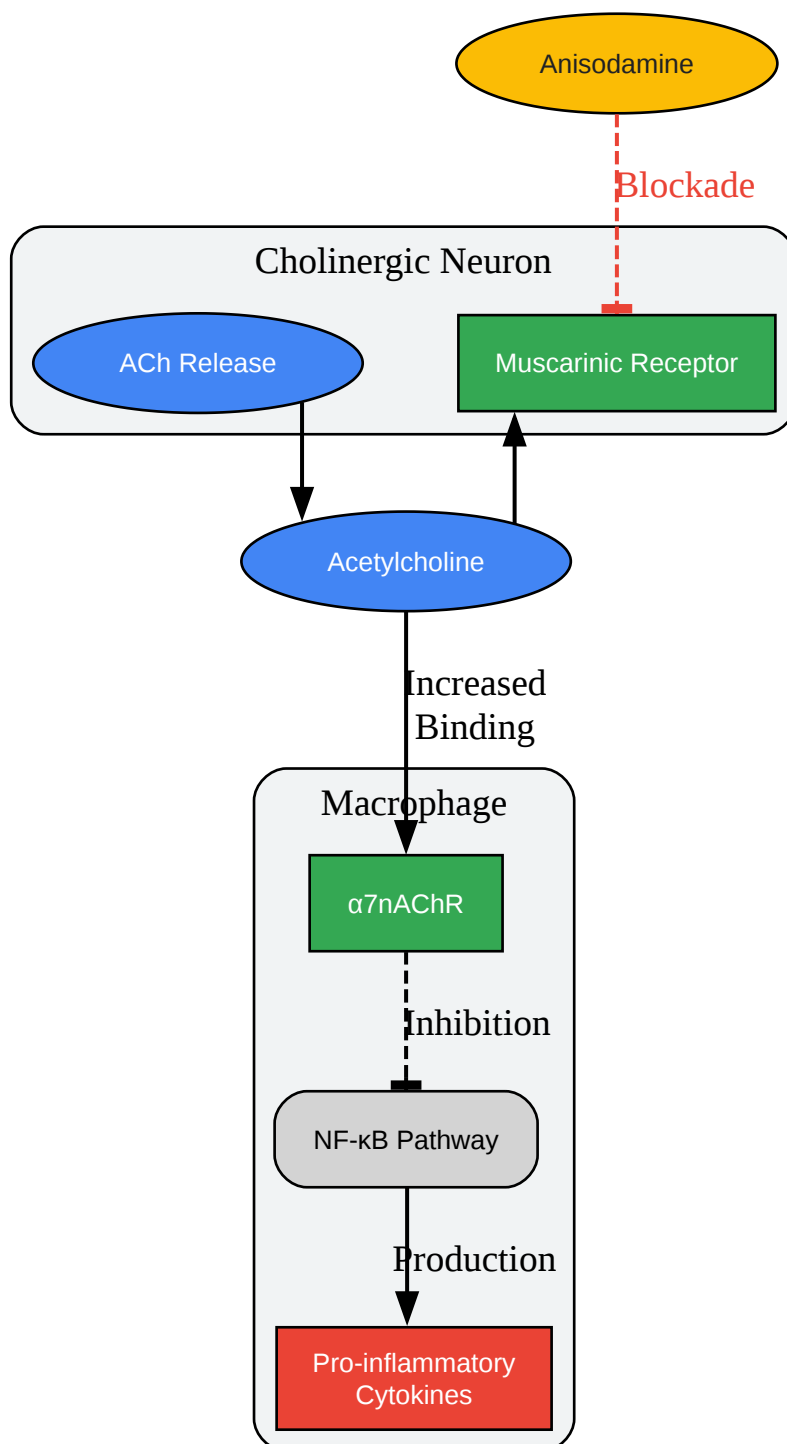 Anisodamine
Blockade
Cholinergic Neuron
ACh Release
Muscarinic Receptor
Acetylcholine
Increased
Binding
Macrophage
α7nAChR
Inhibition
NF-κB Pathway
Production
Pro-inflammatory
Cytokines